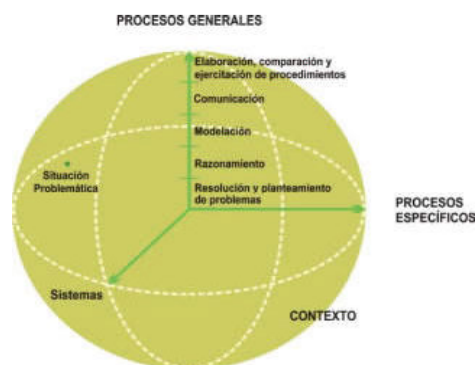 PROCESOS GENERALES
Elaboración, comparación y
ejercitación de procedimientos
Comunicación
Modelación
Razonamiento
Situación
Problemática
Resolución y planteamiento
de problemas
PROCESOS
ESPECÍFICOS
Sistemas
CONTEXTO